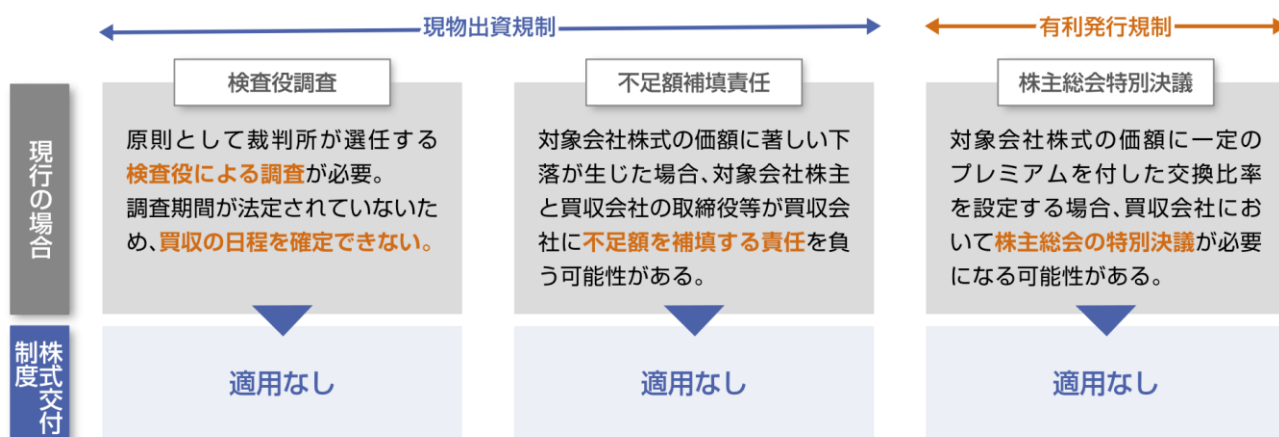 現物出資規制
有利発行規制
現行の場合
検査役調査
原則として裁判所が選任する
検査役による調査が必要。
調査期間が法定されていないた
め、買収の日程を確定できない。
不足額補填責任
対象会社株式の価額に著しい下
落が生じた場合、対象会社株主
と買収会社の取締役等が買収会
社に不足額を補填する責任を負
う可能性がある。
株主総会特別決議
対象会社株式の価額に一定の
プレミアムを付した交換比率
を設定する場合、買収会社にお
いて株主総会の特別決議が必要
になる可能性がある。
株式交付
制度
適用なし
適用なし
適用なし